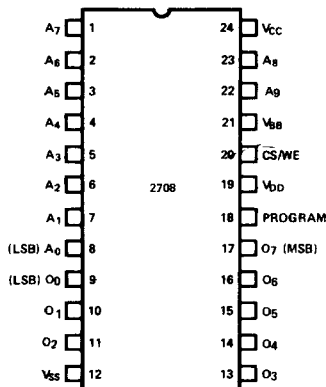 A7 1 24 VCC
A6 2 23 A8
A5 3 22 A9
A4 4 21 VBB
A3 5 20 CS/WE
A2 6 2708 19 VDD
A1 7 18 PROGRAM
(LSB) A0 8 17 O7 (MSB)
(LSB) O0 9 16 O6
O1 10 15 O5
O2 11 14 O4
VSS 12 13 O3